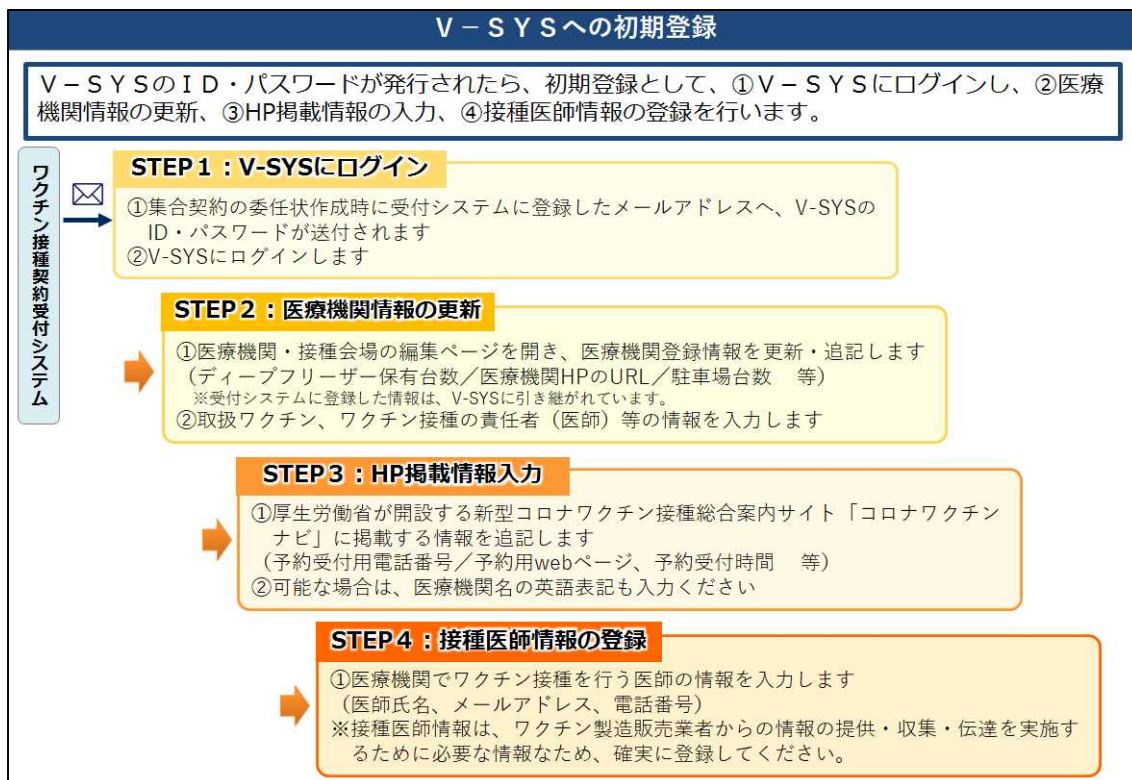 V-SYSへの初期登録
V-SYSのID・パスワードが発行されたら、初期登録として、①V-SYSにログインし、②医療
機関情報の更新、③HP掲載情報の入力、④接種医師情報の登録を行います。
ワクチン接種契約受付システム
STEP1:V-SYSにログイン
①集合契約の委任状作成時に受付システムに登録したメールアドレスへ、V-SYSの
ID・パスワードが送付されます
②V-SYSにログインします
STEP2:医療機関情報の更新
①医療機関・接種会場の編集ページを開き、医療機関登録情報を更新・追記します
(ディープフリーザー保有台数/医療機関HPのURL/駐車場台数 等)
※受付システムに登録した情報は、V-SYSに引き継がれています。
②取扱ワクチン、ワクチン接種の責任者(医師)等の情報を入力します
STEP3:HP掲載情報入力
①厚生労働省が開設する新型コロナワクチン接種総合案内サイト「コロナワクチン
ナビ」に掲載する情報を追記します
(予約受付用電話番号/予約用webページ、予約受付時間 等)
②可能な場合は、医療機関名の英語表記も入力ください
STEP4:接種医師情報の登録
①医療機関でワクチン接種を行う医師の情報を入力します
(医師氏名、メールアドレス、電話番号)
※接種医師情報は、ワクチン製造販売業者からの情報の提供・収集・伝達を実施す
るために必要な情報なため、確実に登録してください。